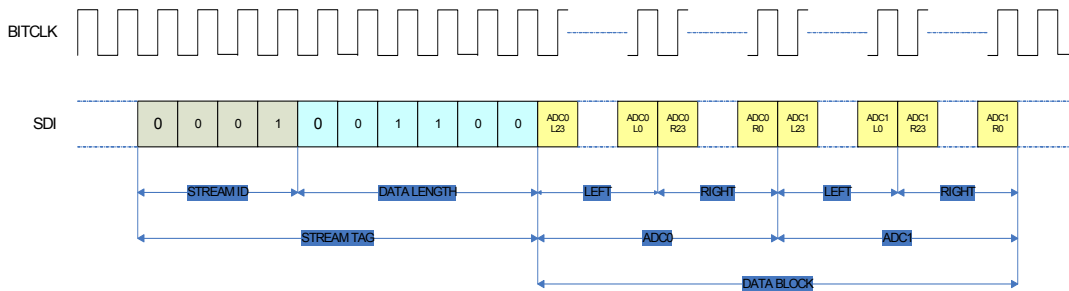 BITCLK
SDI
0 0 0 1 0 0 1 1 0 0
ADC0 L23
ADC0 L0
ADC0 R23
ADC0 R0
ADC1 L23
ADC1 L0
ADC1 R23
ADC1 R0
STREAM ID
DATA LENGTH
LEFT
RIGHT
LEFT
RIGHT
STREAM TAG
ADC0
ADC1
DATA BLOCK